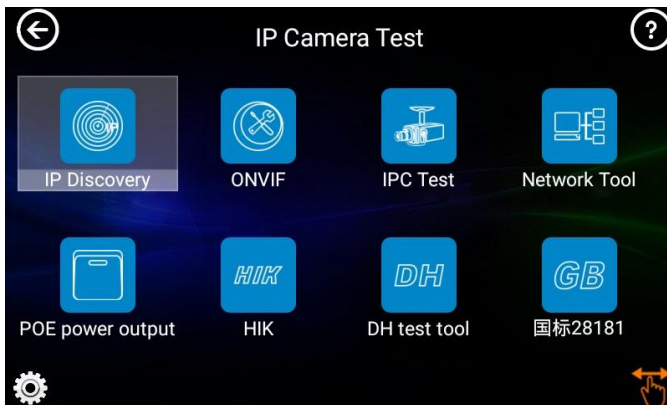 IP Camera Test
?
IP
IP Discovery
ONVIF
IPC Test
Network Tool
HIK
DH
GB
POE power output
HIK
DH test tool
国标28181